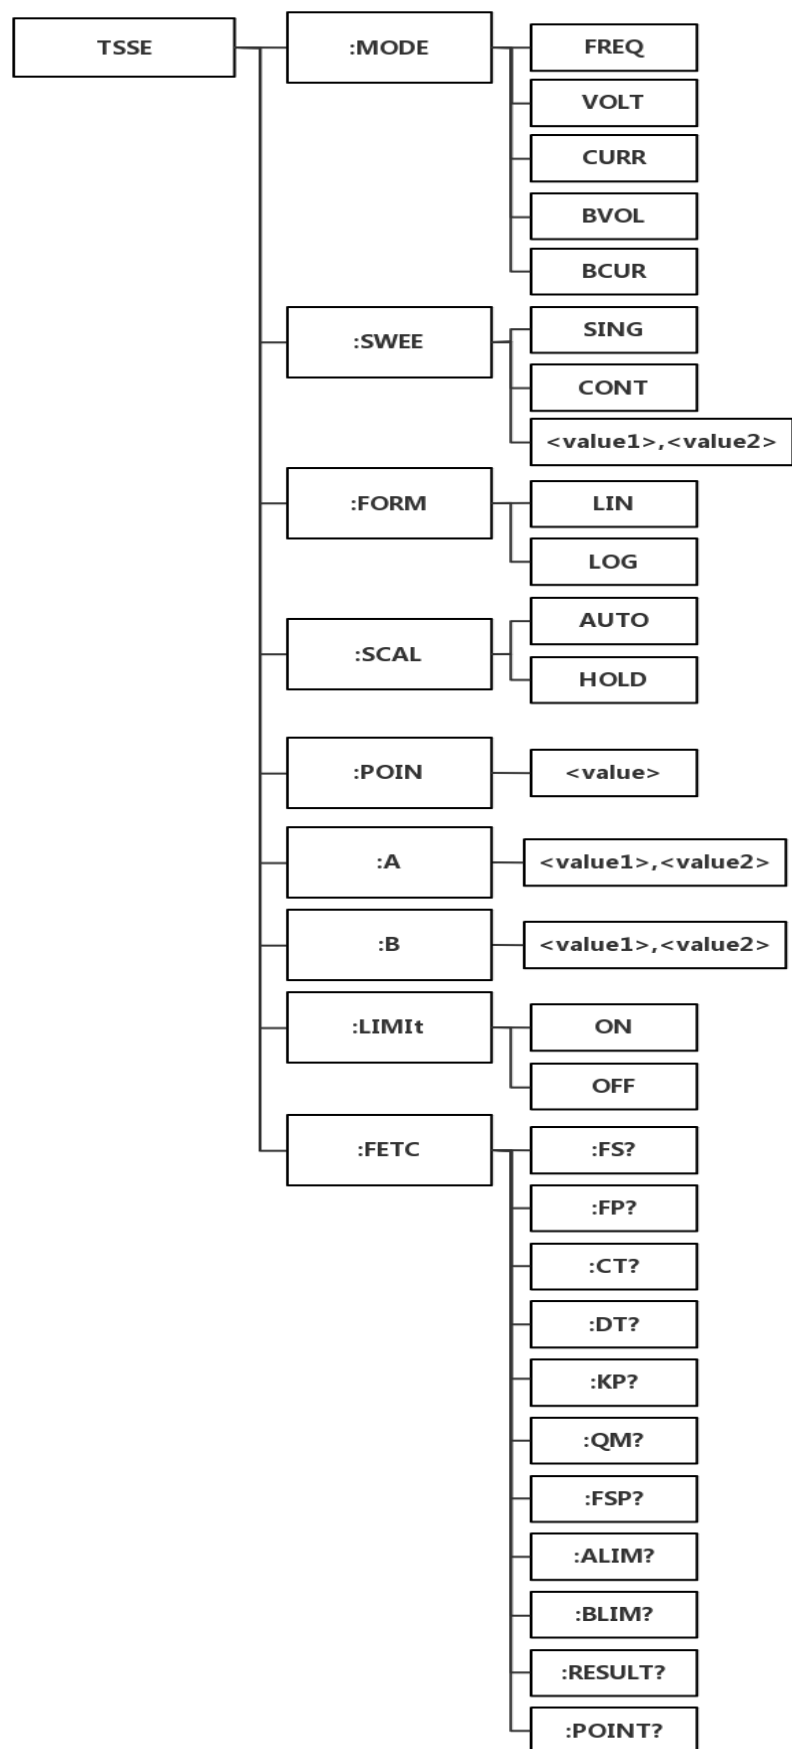 TSSE
:MODE
FREQ
VOLT
CURR
BVOL
BCUR
:SWEE
SING
CONT
<value1>,<value2>
:FORM
LIN
LOG
:SCAL
AUTO
HOLD
:POIN
<value>
:A
<value1>,<value2>
:B
<value1>,<value2>
:LIMIt
ON
OFF
:FETC
:FS?
:FP?
:CT?
:DT?
:KP?
:QM?
:FSP?
:ALIM?
:BLIM?
:RESULT?
:POINT?